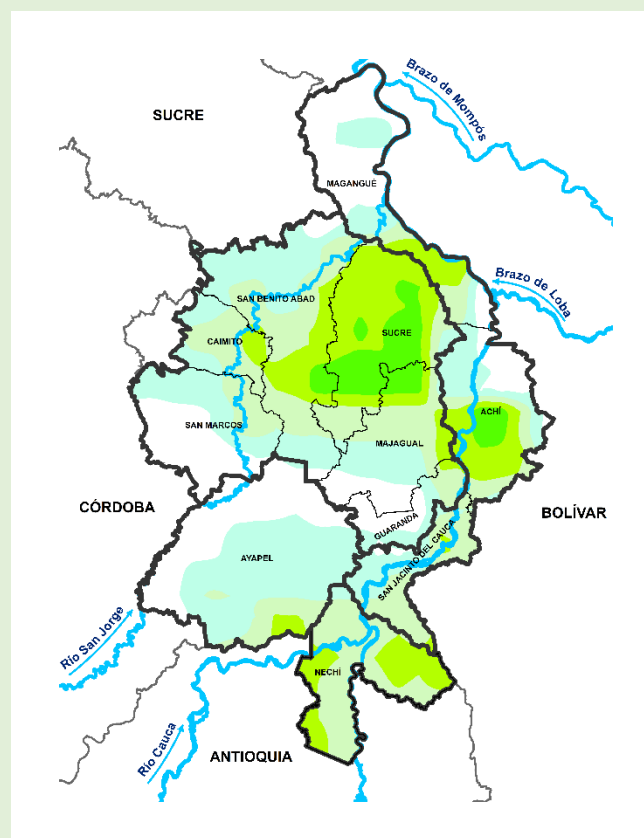 Brazo de Mompós
SUCRE
MAGANGUÉ
SAN BENITO ABAD
Brazo de Loba
SUCRE
CAIMITO
ACHÍ
SAN MARCOS
MAJAGUAL
CÓRDOBA
BOLÍVAR
GUARANDA
AYAPEL
SAN JACINTO DEL CAUCA
Río San Jorge
NECHÍ
Río Cauca
ANTIOQUIA